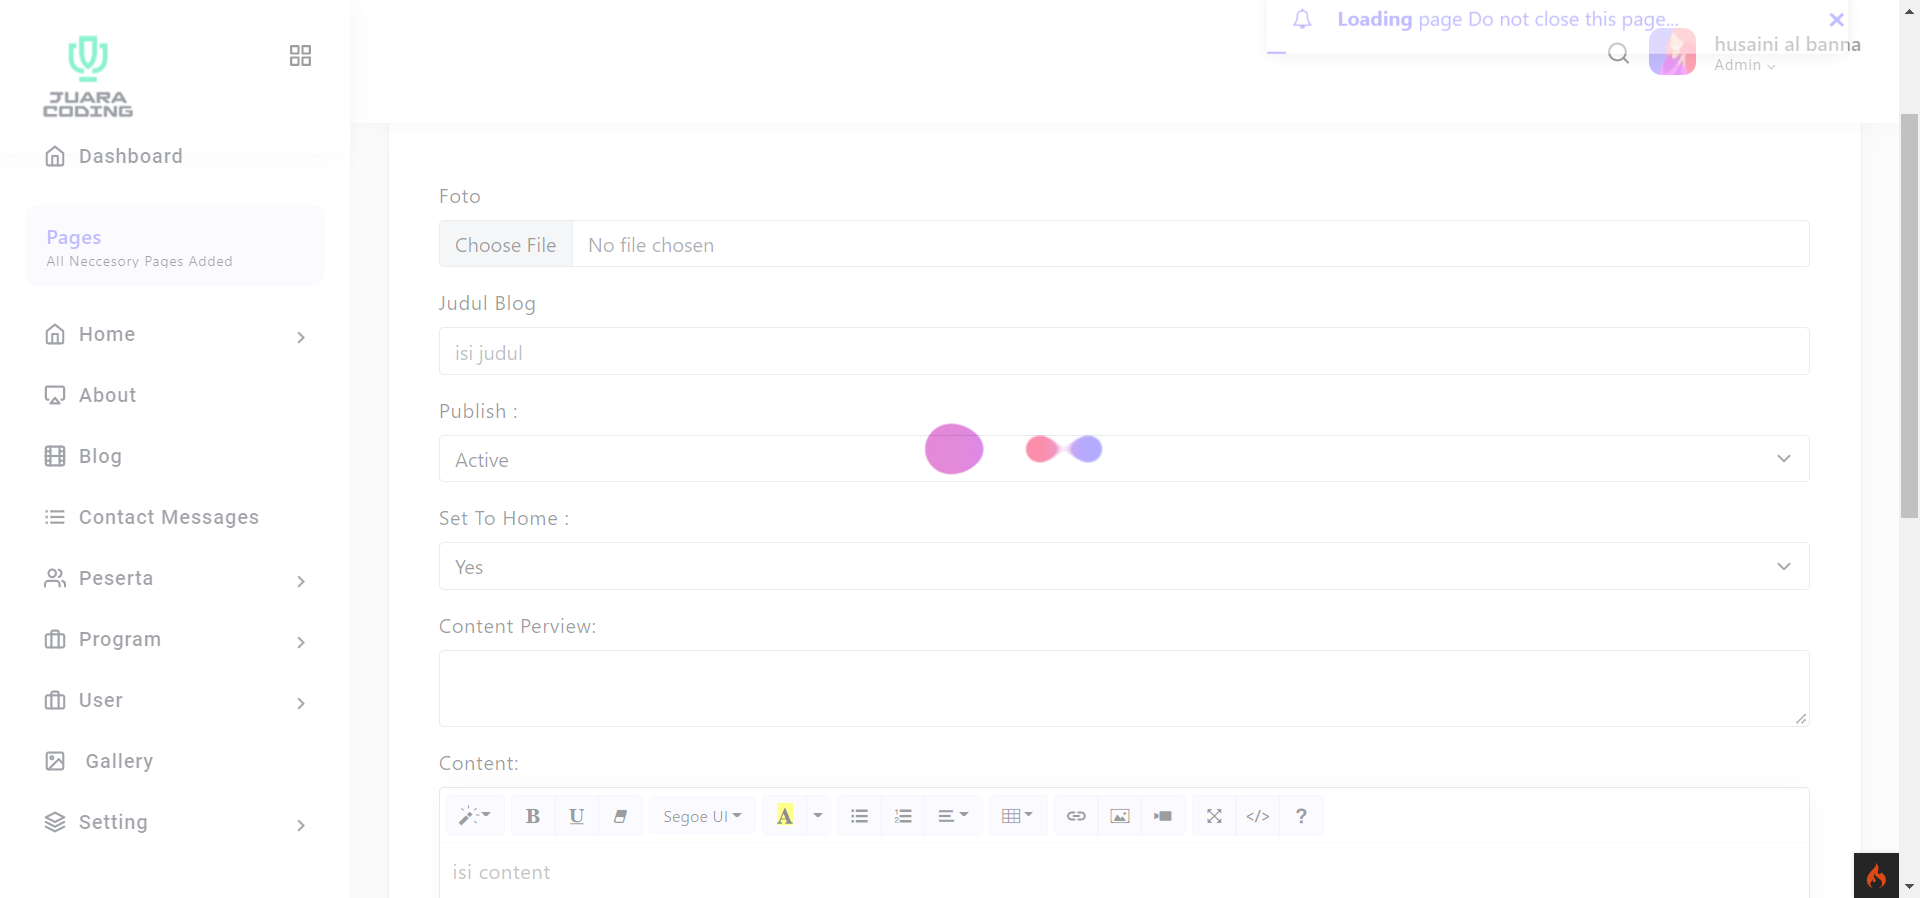 Loading page Do not close this page...
husaini al banna
Admin
JUARA
CODING
Dashboard
Pages
All Neccesory Pages Added
Home
About
Blog
Contact Messages
Peserta
Program
User
Gallery
Setting
Foto
Choose File No file chosen
Judul Blog
isi judul
Publish :
Active
Set To Home :
Yes
Content Perview:
Content:
B U Segoe UI A </> ?
isi content